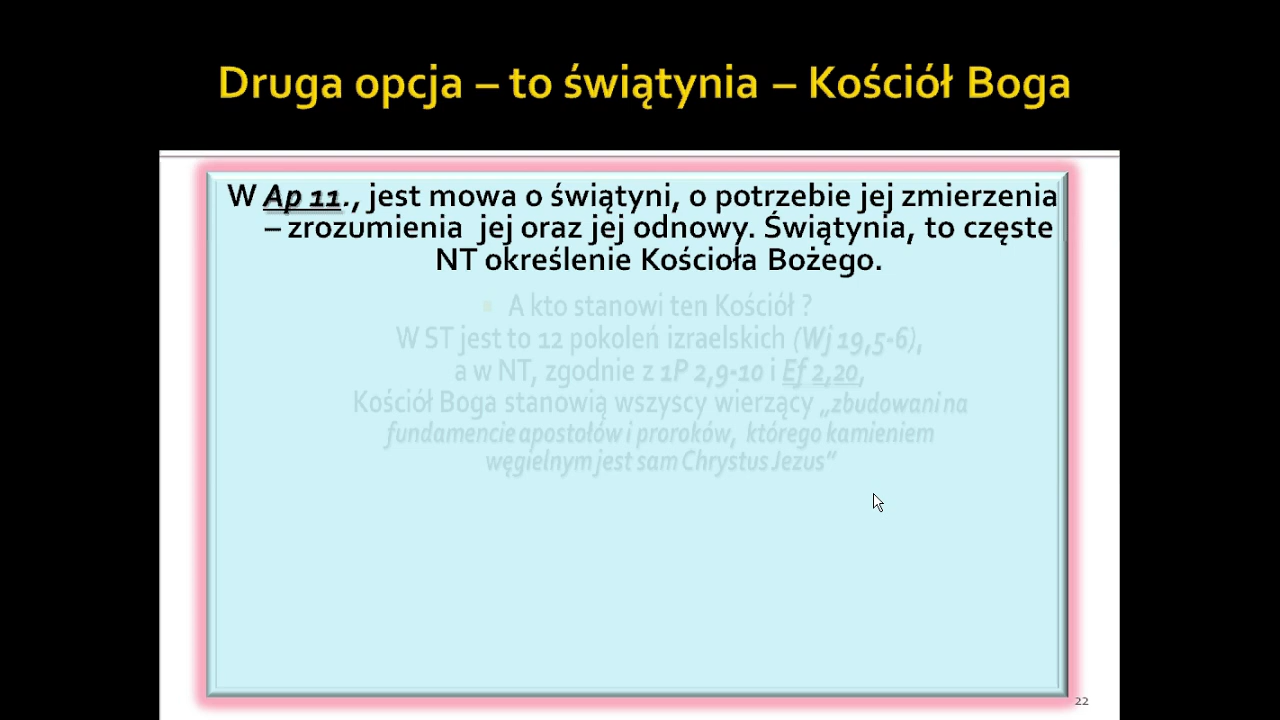 Druga opcja – to świątynia – Kościół Boga
W Ap 11., jest mowa o świątyni, o potrzebie jej zmierzenia
– zrozumienia jej oraz jej odnowy. Świątynia, to częste
NT określenie Kościoła Bożego.
▪ A kto stanowi ten Kościół ?
W ST jest to 12 pokoleń izraelskich (Wj 19,5-6),
a w NT, zgodnie z 1P 2,9-10 i Ef 2,20,
Kościół Boga stanowią wszyscy wierzący „zbudowani na
fundamencie apostołów i proroków, którego kamieniem
węgielnym jest sam Chrystus Jezus“
22